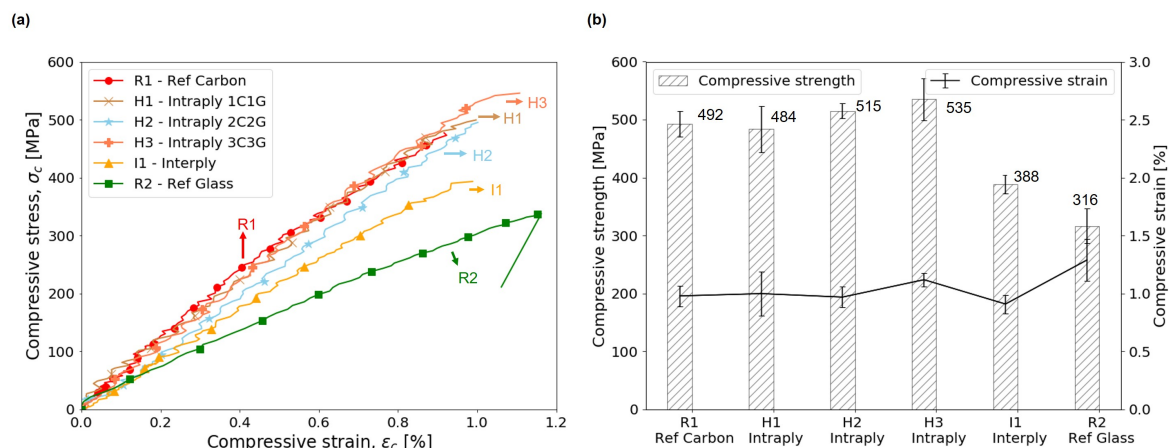 (a)
600
500
400
300
200
100
0
Compressive stress, σc [MPa]
R1 - Ref Carbon
H1 - Intraply 1C1G
H2 - Intraply 2C2G
H3 - Intraply 3C3G
I1 - Interply
R2 - Ref Glass
H3
H1
H2
I1
R1
R2
0.0 0.2 0.4 0.6 0.8 1.0 1.2
Compressive strain, εc [%]
(b)
600
500
400
300
200
100
0
Compressive strength [MPa]
Compressive strength
Compressive strain
492
484
515
535
388
316
3.0
2.5
2.0
1.5
1.0
0.5
0.0
Compressive strain [%]
R1 H1 H2 H3 I1 R2
Ref Carbon Intraply Intraply Intraply Interply Ref Glass